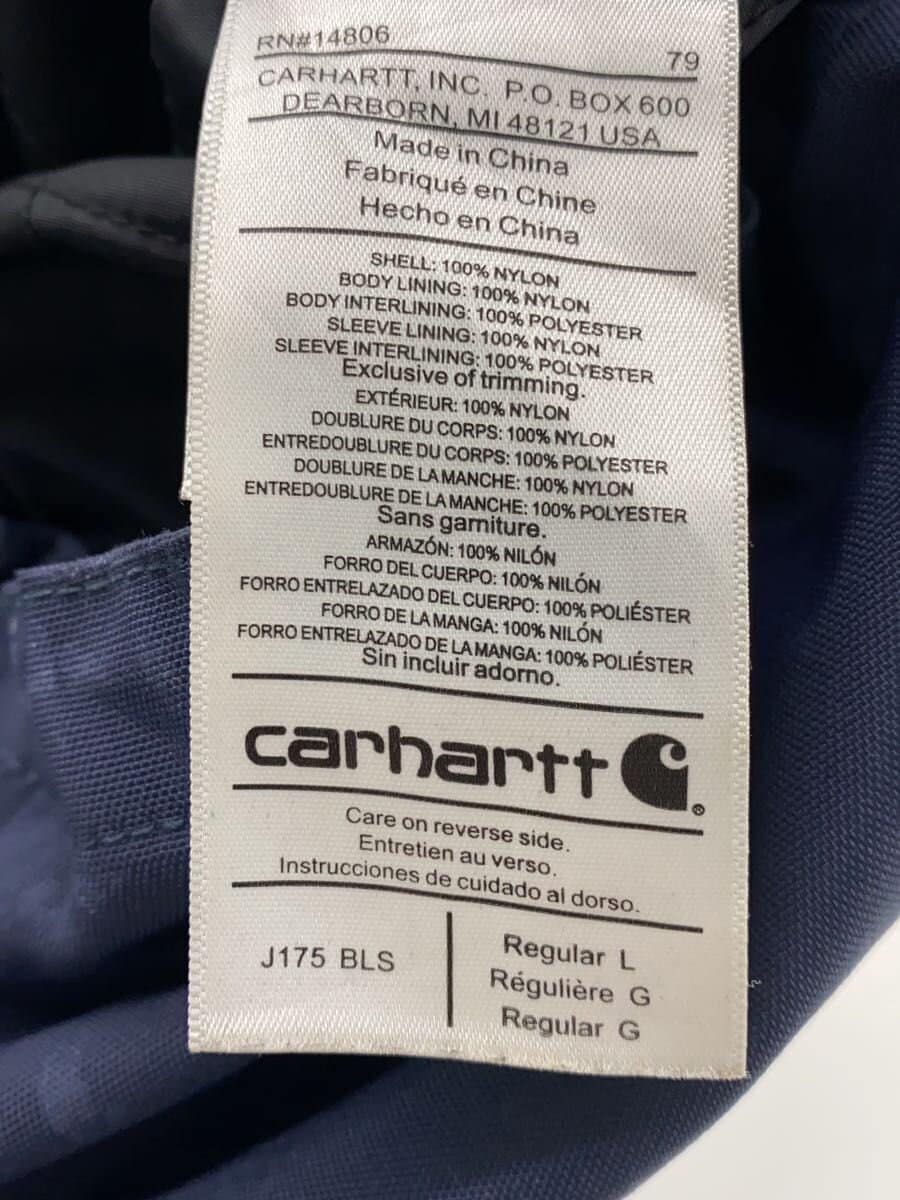 RN#14806 79
CARHARTT, INC. P.O. BOX 600
DEARBORN, MI 48121 USA
Made in China
Fabriqué en Chine
Hecho en China
SHELL: 100% NYLON
BODY LINING: 100% NYLON
BODY INTERLINING: 100% POLYESTER
SLEEVE LINING: 100% NYLON
SLEEVE INTERLINING: 100% POLYESTER
Exclusive of trimming.
EXTÉRIEUR: 100% NYLON
DOUBLURE DU CORPS: 100% NYLON
ENTREDOUBLURE DU CORPS: 100% POLYESTER
DOUBLURE DE LA MANCHE: 100% NYLON
ENTREDOUBLURE DE LA MANCHE: 100% POLYESTER
Sans garniture.
ARMAZÓN: 100% NILÓN
FORRO DEL CUERPO: 100% NILÓN
FORRO ENTRELAZADO DEL CUERPO: 100% POLIÉSTER
FORRO DE LA MANGA: 100% NILÓN
FORRO ENTRELAZADO DE LA MANGA: 100% POLIÉSTER
Sin incluir adorno.
carhartt ®
Care on reverse side.
Entretien au verso.
Instrucciones de cuidado al dorso.
J175 BLS
Regular L
Régulière G
Regular G